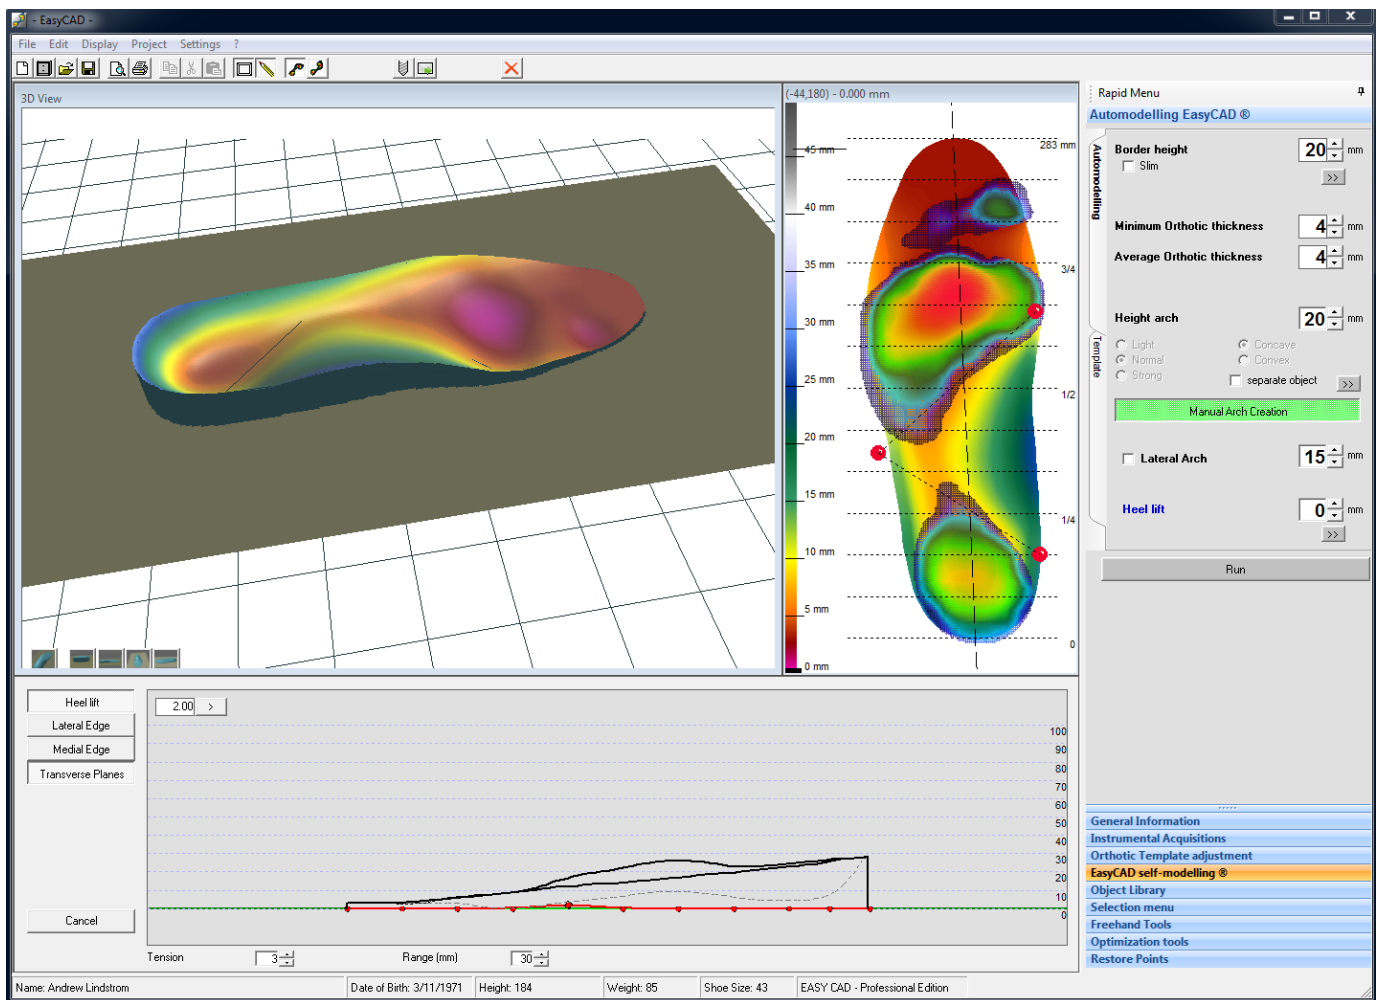 - EasyCAD -
File Edit Display Project Settings ?
3D View
(-44,180) - 0.000 mm
45 mm
40 mm
35 mm
30 mm
25 mm
20 mm
15 mm
10 mm
5 mm
0 mm
283 mm
3/4
1/2
1/4
0
Rapid Menu
Automodelling EasyCAD ®
Automodelling
Template
Border height 20 mm
Slim
>>
Minimum Orthotic thickness 4 mm
Average Orthotic thickness 4 mm
Height arch 20 mm
Light Concave
Normal Convex
Strong
separate object >>
Manual Arch Creation
Lateral Arch 15 mm
Heel lift 0 mm
>>
Run
General Information
Instrumental Acquisitions
Orthotic Template adjustment
EasyCAD self-modelling ®
Object Library
Selection menu
Freehand Tools
Optimization tools
Restore Points
Heel lift
Lateral Edge
Medial Edge
Transverse Planes
Cancel
2.00 >
100
90
80
70
60
50
40
30
20
10
0
Tension 3 Range (mm) 30
Name: Andrew Lindstrom Date of Birth: 3/11/1971 Height: 184 Weight: 85 Shoe Size: 43 EASY CAD - Professional Edition